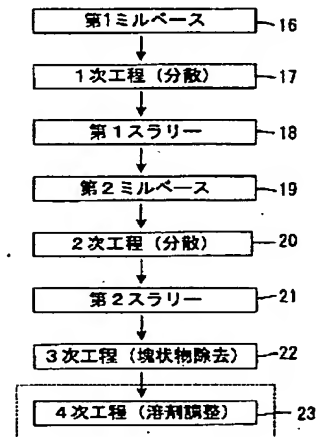 第1ミルベース 16
1次工程（分散） 17
第1スラリー 18
第2ミルベース 19
2次工程（分散） 20
第2スラリー 21
3次工程（塊状物除去） 22
4次工程（溶剤調整） 23